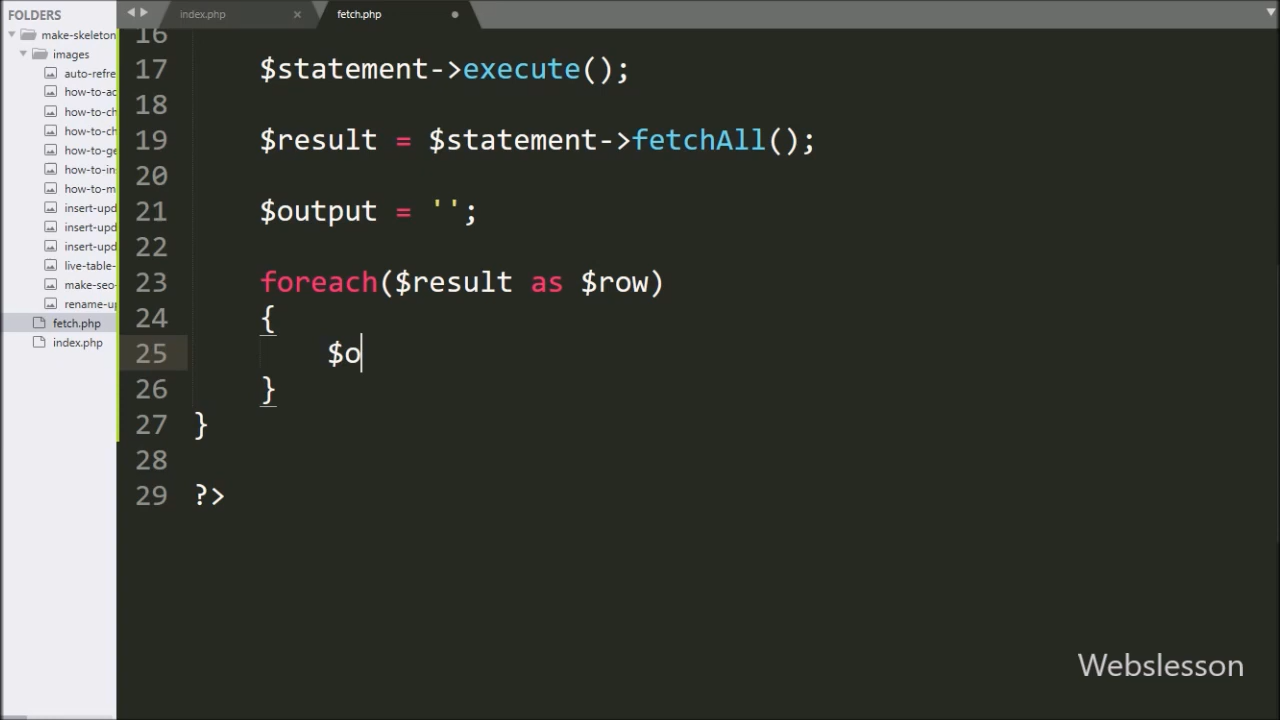 FOLDERS
index.php
fetch.php
make-skeleton
images
auto-refre
how-to-ac
how-to-ch
how-to-ch
how-to-ge
how-to-in
how-to-m
insert-upd
insert-upd
insert-upd
live-table-
make-seo-
rename-up
fetch.php
index.php
16
17 $statement->execute();
18
19 $result = $statement->fetchAll();
20
21 $output = '';
22
23 foreach($result as $row)
24 {
25 $o
26 }
27 }
28
29 ?>
Webslesson